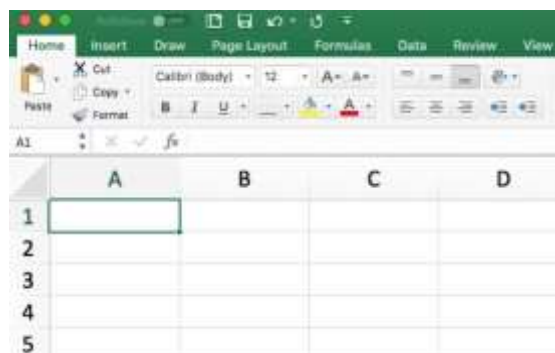 Home Insert Draw Page Layout Formulas Data Review View
Cut
Calibri (Body) 12 A A
Copy
Paste
B I U A
Format
A1 fx
A B C D
1
2
3
4
5